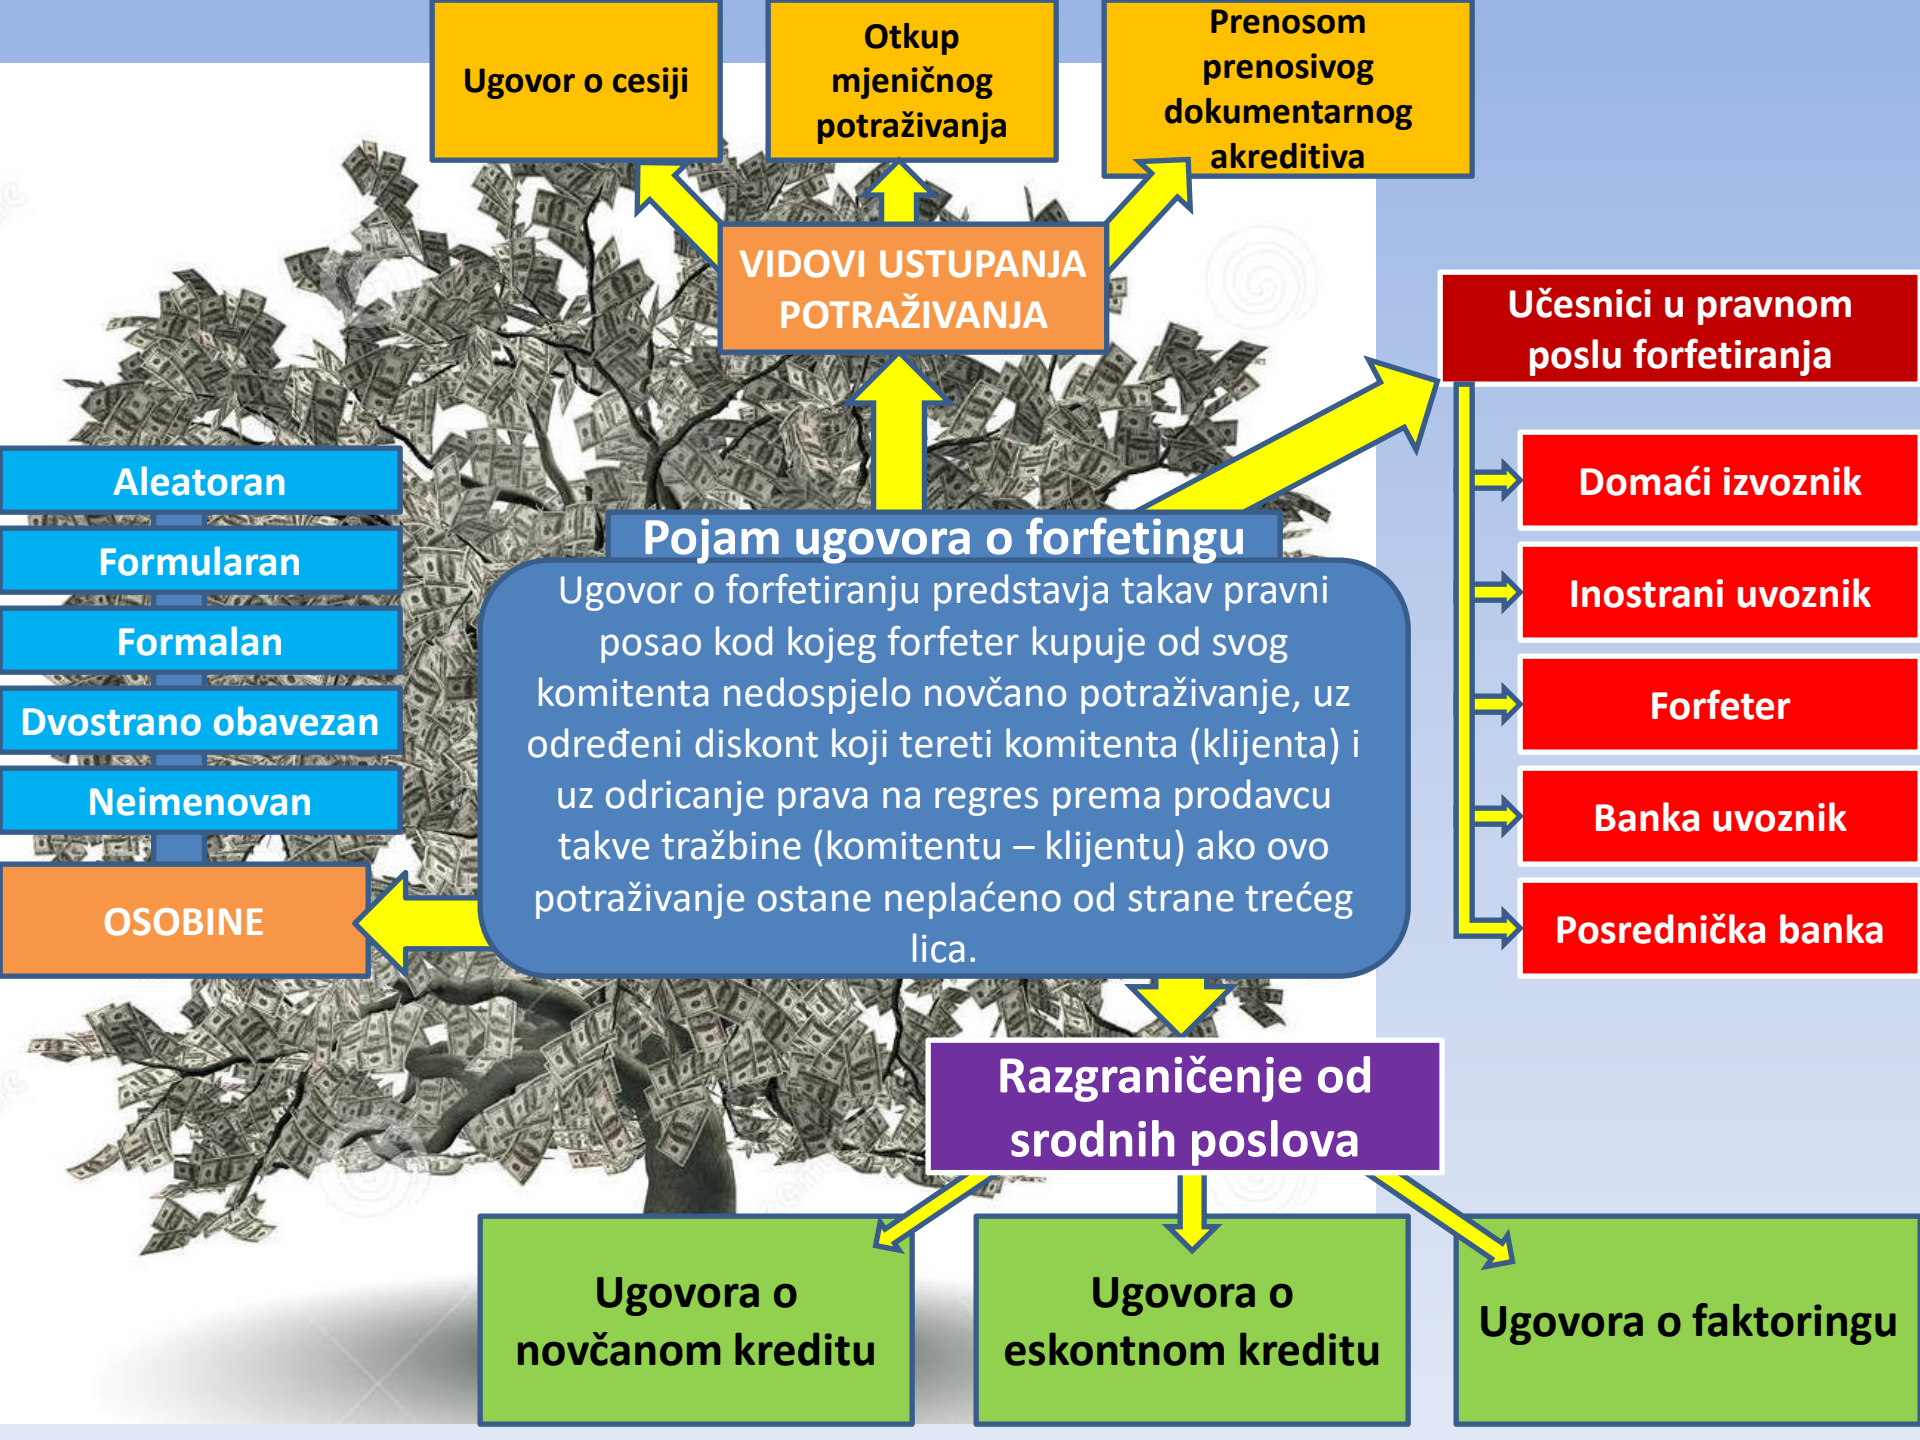 Ugovor o cesiji
Otkup
mjeničnog
potraživanja
Prenosom
prenosivog
dokumentarnog
akreditiva
VIDOVI USTUPANJA
POTRAŽIVANJA
Učesnici u pravnom
poslu forfetiranja
Domaći izvoznik
Inostrani uvoznik
Forfeter
Banka uvoznik
Posrednička banka
Aleatoran
Formularan
Formalan
Dvostrano obavezan
Neimenovan
OSOBINE
Pojam ugovora o forfetingu
Ugovor o forfetiranju predstavja takav pravni
posao kod kojeg forfeter kupuje od svog
komitenta nedospjelo novčano potraživanje, uz
određeni diskont koji tereti komitenta (klijenta) i
uz odricanje prava na regres prema prodavcu
takve tražbine (komitentu – klijentu) ako ovo
potraživanje ostane neplaćeno od strane trećeg
lica.
Razgraničenje od
srodnih poslova
Ugovora o
novčanom kreditu
Ugovora o
eskontnom kreditu
Ugovora o faktoringu